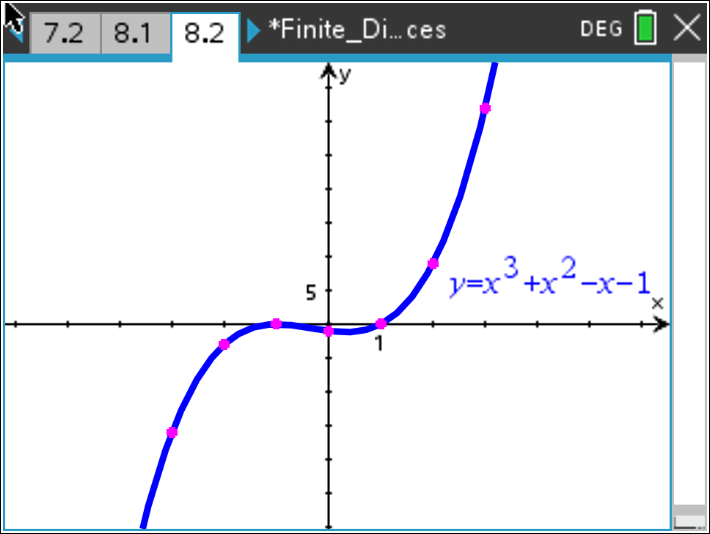 7.2 8.1 8.2 *Finite_Di...ces DEG
y
y=x³+x²−x−1
5
x
1